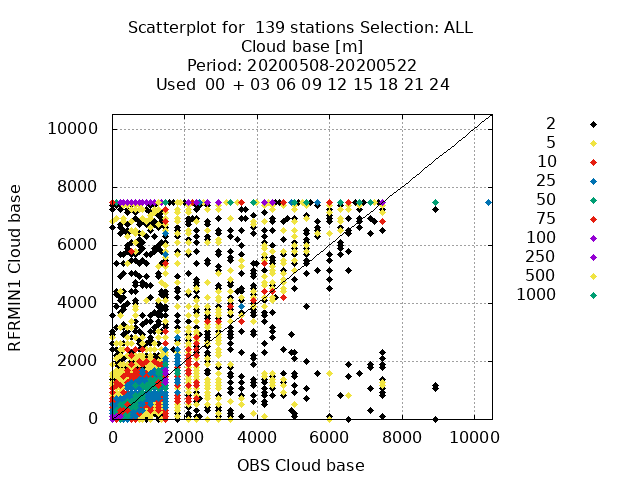 Scatterplot for  139 stations Selection: ALL
Cloud base [m]
Period: 20200508-20200522
Used  00 + 03 06 09 12 15 18 21 24
RFRMIN1 Cloud base
10000
8000
6000
4000
2000
0
0 2000 4000 6000 8000 10000
OBS Cloud base
2
5
10
25
50
75
100
250
500
1000